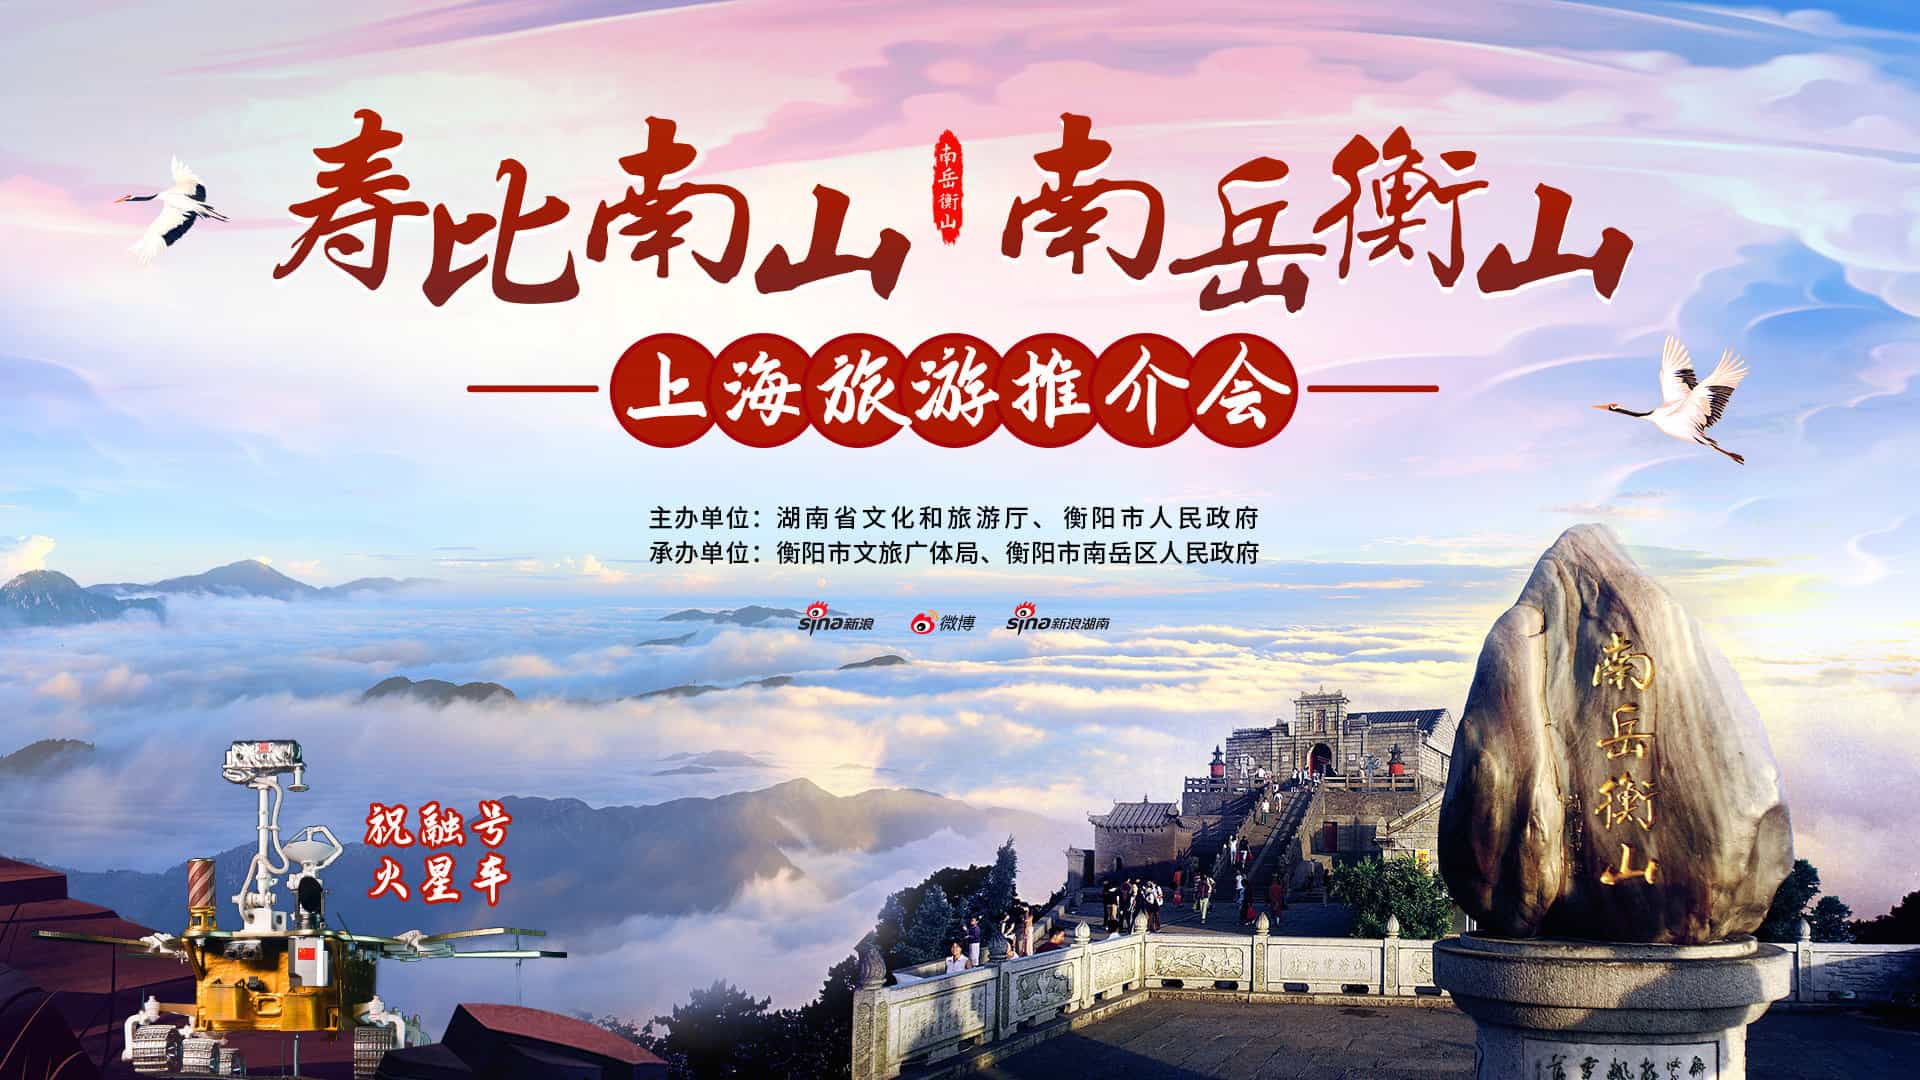 寿比南山
南岳衡山
南岳衡山
上海旅游推介会
主办单位：湖南省文化和旅游厅、衡阳市人民政府
承办单位：衡阳市文旅广体局、衡阳市南岳区人民政府
sina新浪
微博
sina新浪湖南
祝融号
火星车
南岳衡山